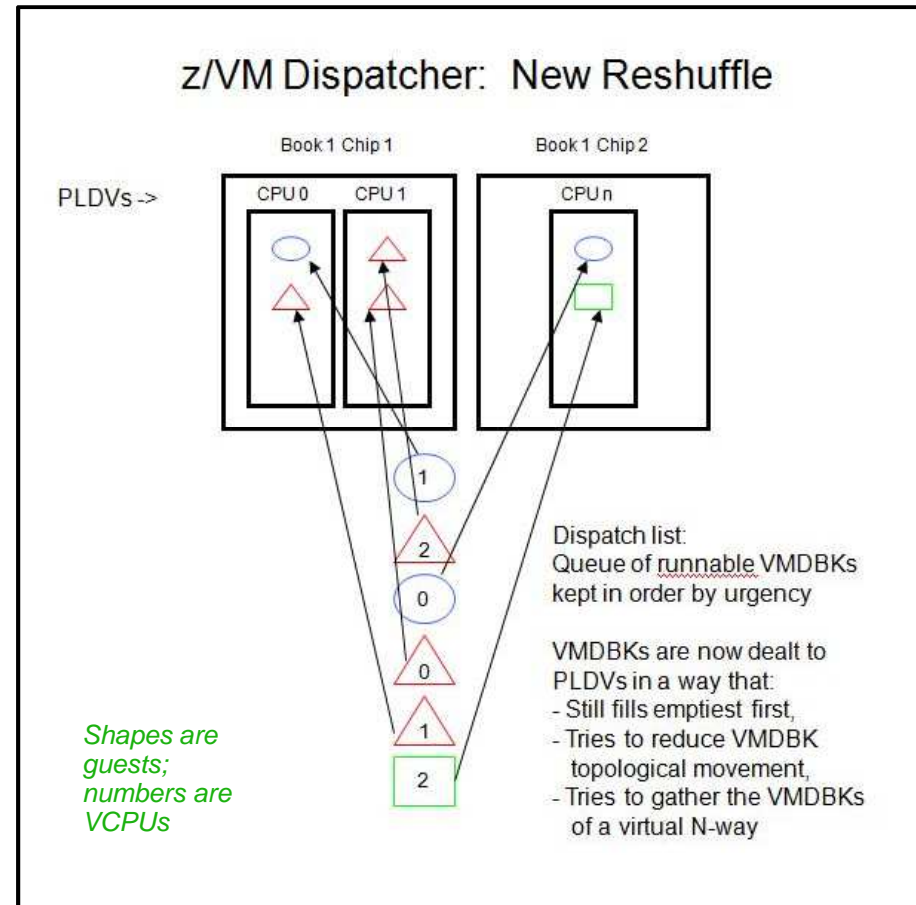 z/VM Dispatcher: New Reshuffle
Book 1 Chip 1
Book 1 Chip 2
PLDVs ->
CPU 0
CPU 1
CPU n
1
2
0
0
1
2
Dispatch list:
Queue of runnable VMDBKs
kept in order by urgency
VMDBKs are now dealt to
PLDVs in a way that:
- Still fills emptiest first,
- Tries to reduce VMDBK
topological movement,
- Tries to gather the VMDBKs
of a virtual N-way
Shapes are
guests;
numbers are
VCPUs